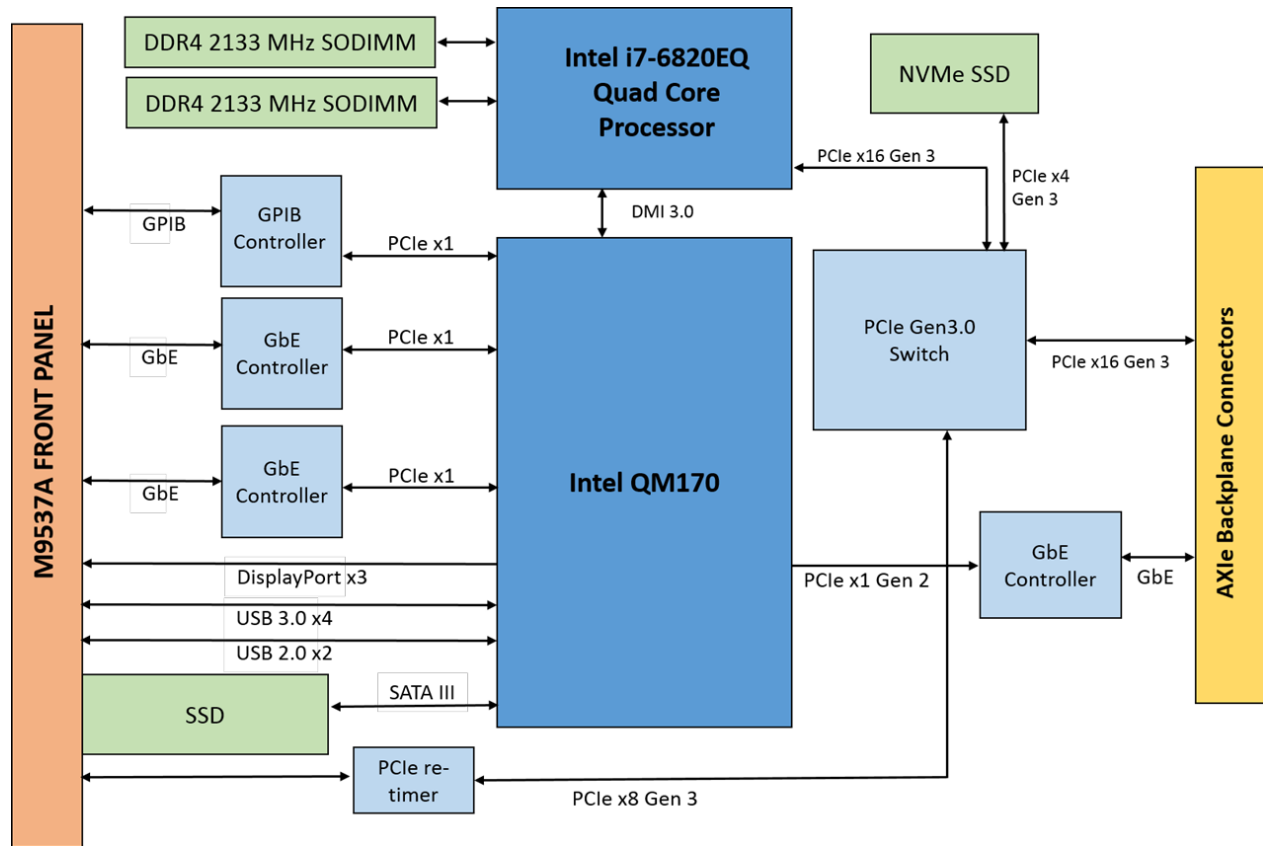 M9537A FRONT PANEL
DDR4 2133 MHz SODIMM
DDR4 2133 MHz SODIMM
Intel i7-6820EQ
Quad Core
Processor
NVMe SSD
PCIe x16 Gen 3
PCIe x4
Gen 3
DMI 3.0
GPIB
GPIB
Controller
PCIe x1
GbE
GbE
Controller
PCIe x1
GbE
GbE
Controller
PCIe x1
Intel QM170
PCIe Gen3.0
Switch
PCIe x16 Gen 3
AXIe Backplane Connectors
DisplayPort x3
USB 3.0 x4
USB 2.0 x2
PCIe x1 Gen 2
GbE
Controller
GbE
SSD
SATA III
PCIe re-
timer
PCIe x8 Gen 3